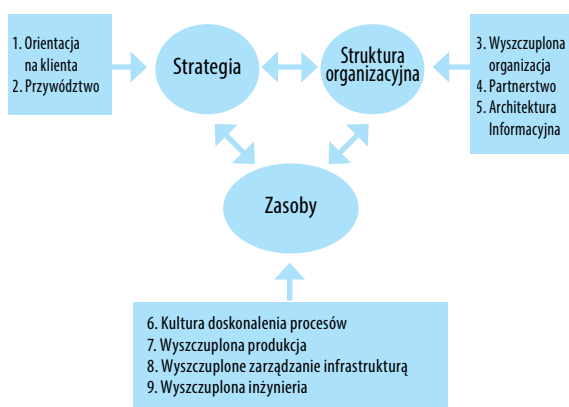 1. Orientacja
na klienta
2. Przywództwo
Strategia
Struktura
organizacyjna
3. Wyszczuplona
organizacja
4. Partnerstwo
5. Architektura
Informacyjna
Zasoby
6. Kultura doskonalenia procesów
7. Wyszczuplona produkcja
8. Wyszczuplone zarządzanie infrastrukturą
9. Wyszczuplona inżynieria